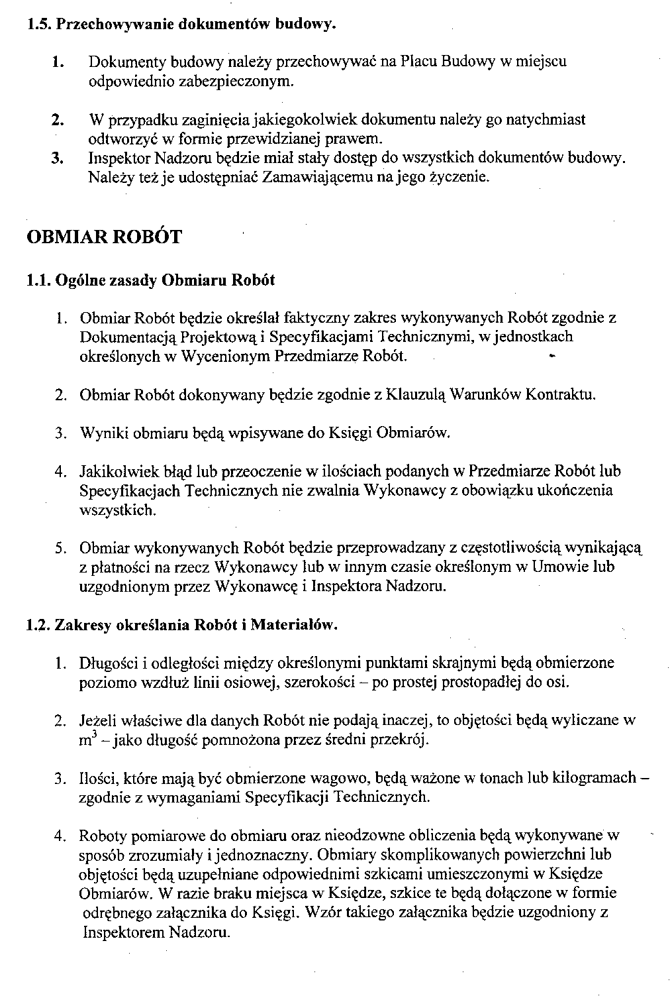 1.5. Przechowywanie dokumentów budowy.
1. Dokumenty budowy należy przechowywać na Placu Budowy w miejscu
odpowiednio zabezpieczonym.
2. W przypadku zaginięcia jakiegokolwiek dokumentu należy go natychmiast
odtworzyć w formie przewidzianej prawem.
3. Inspektor Nadzoru będzie miał stały dostęp do wszystkich dokumentów budowy.
Należy też je udostępniać Zamawiającemu na jego życzenie.
OBMIAR ROBÓT
1.1. Ogólne zasady Obmiaru Robót
1. Obmiar Robót będzie określał faktyczny zakres wykonywanych Robót zgodnie z
Dokumentacją Projektową i Specyfikacjami Technicznymi, w jednostkach
określonych w Wycenionym Przedmiarze Robót.
2. Obmiar Robót dokonywany będzie zgodnie z Klauzulą Warunków Kontraktu.
3. Wyniki obmiaru będą wpisywane do Księgi Obmiarów.
4. Jakikolwiek błąd lub przeoczenie w ilościach podanych w Przedmiarze Robót lub
Specyfikacjach Technicznych nie zwalnia Wykonawcy z obowiązku ukończenia
wszystkich.
5. Obmiar wykonywanych Robót będzie przeprowadzany z częstotliwością wynikającą
z płatności na rzecz Wykonawcy lub w innym czasie określonym w Umowie lub
uzgodnionym przez Wykonawcę i Inspektora Nadzoru.
1.2. Zakresy określania Robót i Materiałów.
1. Długości i odległości między określonymi punktami skrajnymi będą obmierzone
poziomo wzdłuż linii osiowej, szerokości – po prostej prostopadłej do osi.
2. Jeżeli właściwe dla danych Robót nie podają inaczej, to objętości będą wyliczane w
m³ – jako długość pomnożona przez średni przekrój.
3. Ilości, które mają być obmierzone wagowo, będą ważone w tonach lub kilogramach –
zgodnie z wymaganiami Specyfikacji Technicznych.
4. Roboty pomiarowe do obmiaru oraz nieodzowne obliczenia będą wykonywane w
sposób zrozumiały i jednoznaczny. Obmiary skomplikowanych powierzchni lub
objętości będą uzupełniane odpowiednimi szkicami umieszczonymi w Księdze
Obmiarów. W razie braku miejsca w Księdze, szkice te będą dołączone w formie
odrębnego załącznika do Księgi. Wzór takiego załącznika będzie uzgodniony z
Inspektorem Nadzoru.